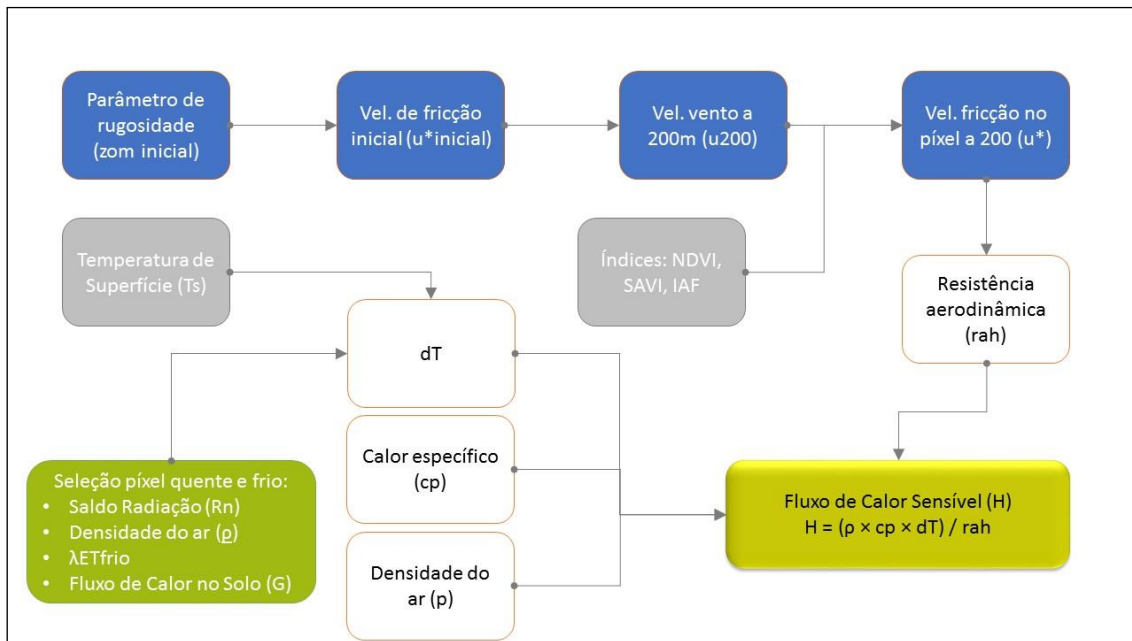 Parâmetro de
rugosidade
(zom inicial)
Vel. de fricção
inicial (u*inicial)
Vel. vento a
200m (u200)
Vel. fricção no
píxel a 200 (u*)
Temperatura de
Superfície (Ts)
Índices: NDVI,
SAVI, IAF
Resistência
aerodinâmica
(rah)
dT
Calor específico
(cp)
Densidade do
ar (p)
Seleção píxel quente e frio:
• Saldo Radiação (Rn)
• Densidade do ar (p)
• λETfrio
• Fluxo de Calor no Solo (G)
Fluxo de Calor Sensível (H)
H = (ρ × cp × dT) / rah